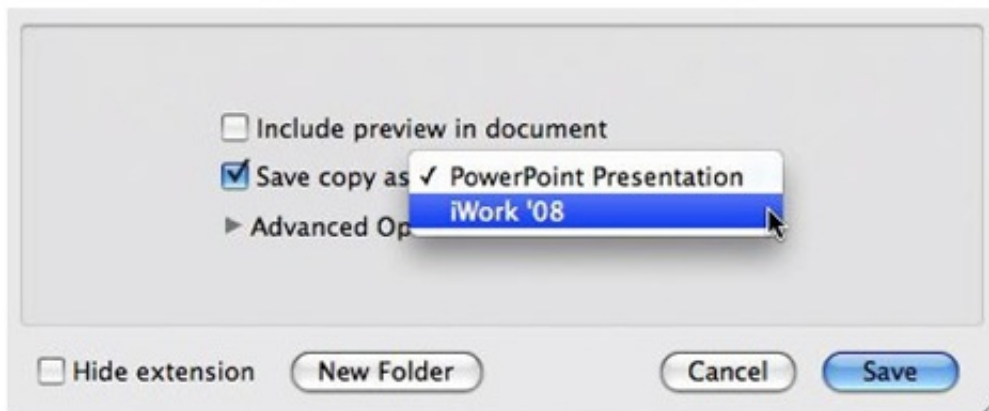 Include preview in document
Save copy as ✓ PowerPoint Presentation
iWork '08
Advanced Op
Hide extension New Folder Cancel Save